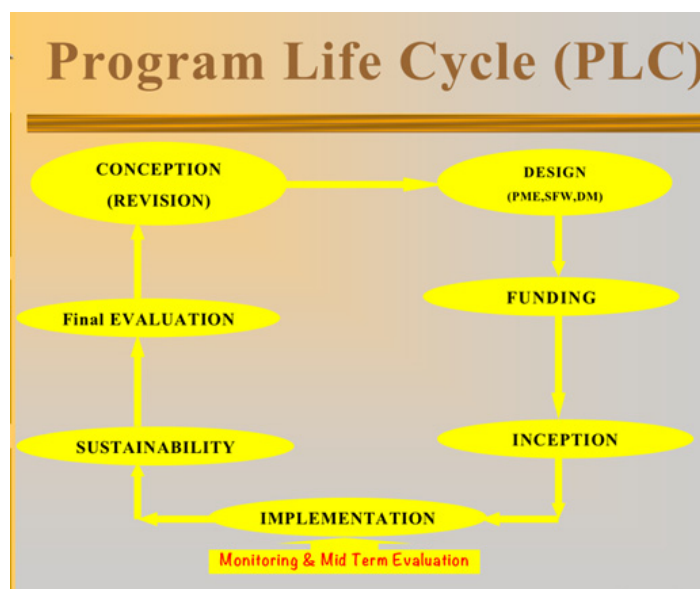 Program Life Cycle (PLC)
CONCEPTION
(REVISION)
DESIGN
(PME,SFW,DM)
FUNDING
Final EVALUATION
INCEPTION
SUSTAINABILITY
IMPLEMENTATION
Monitoring & Mid Term Evaluation